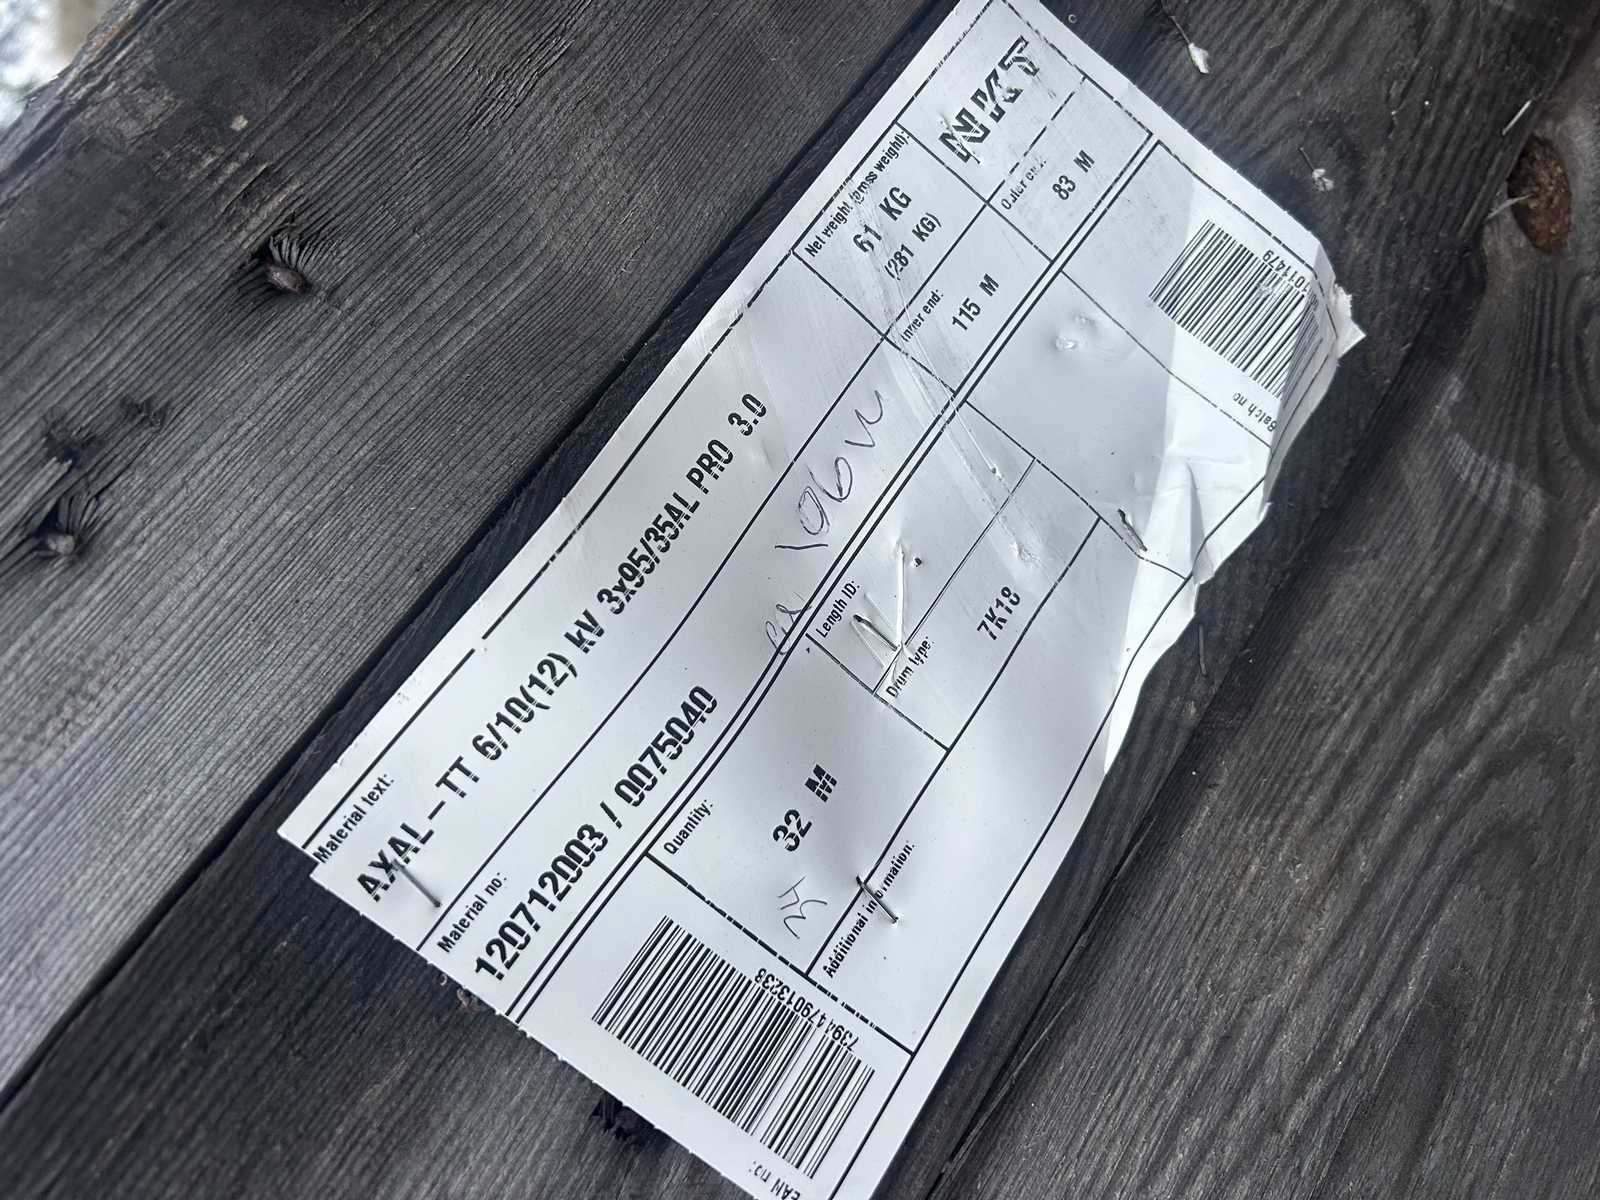 NKT
Material text:
AXAL-TT 6/10(12) kV 3x95/35AL PRO 3.0
Net weight (gross weight):
61 KG
(281 KG)
Material no:
120712003 / 0075040
Inner end:
115 M
Outer end:
83 M
Quantity:
32 M
Length ID:
Drum type:
7K18
Additional information:
EAN no:
Batch no